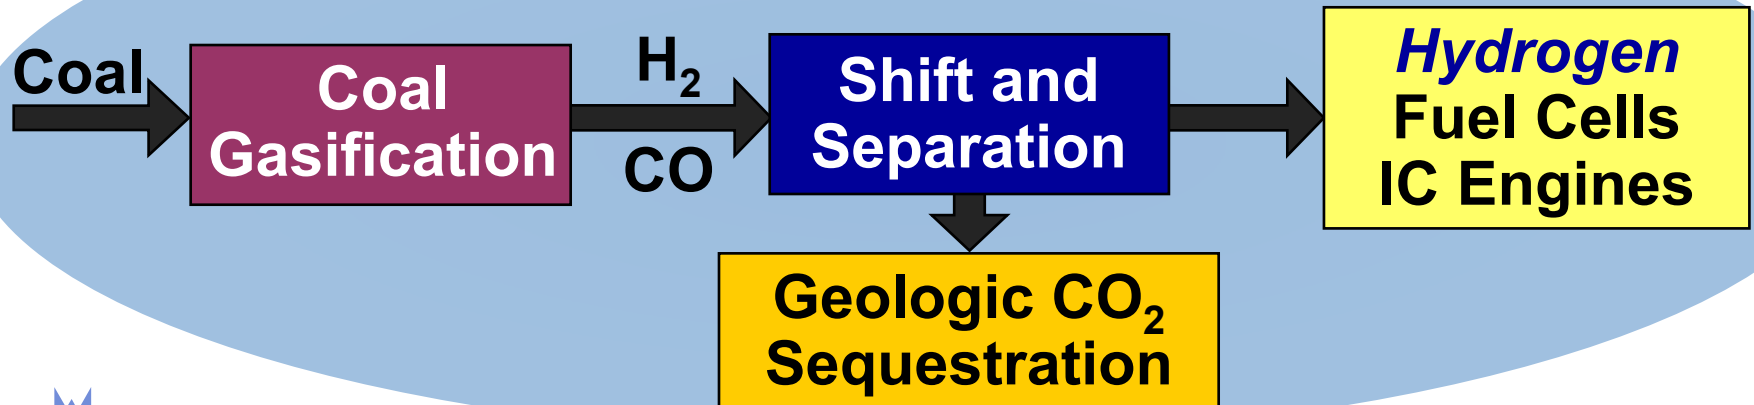 Coal
Coal
Gasification
H₂
CO
Shift and
Separation
Hydrogen
Fuel Cells
IC Engines
Geologic CO₂
Sequestration